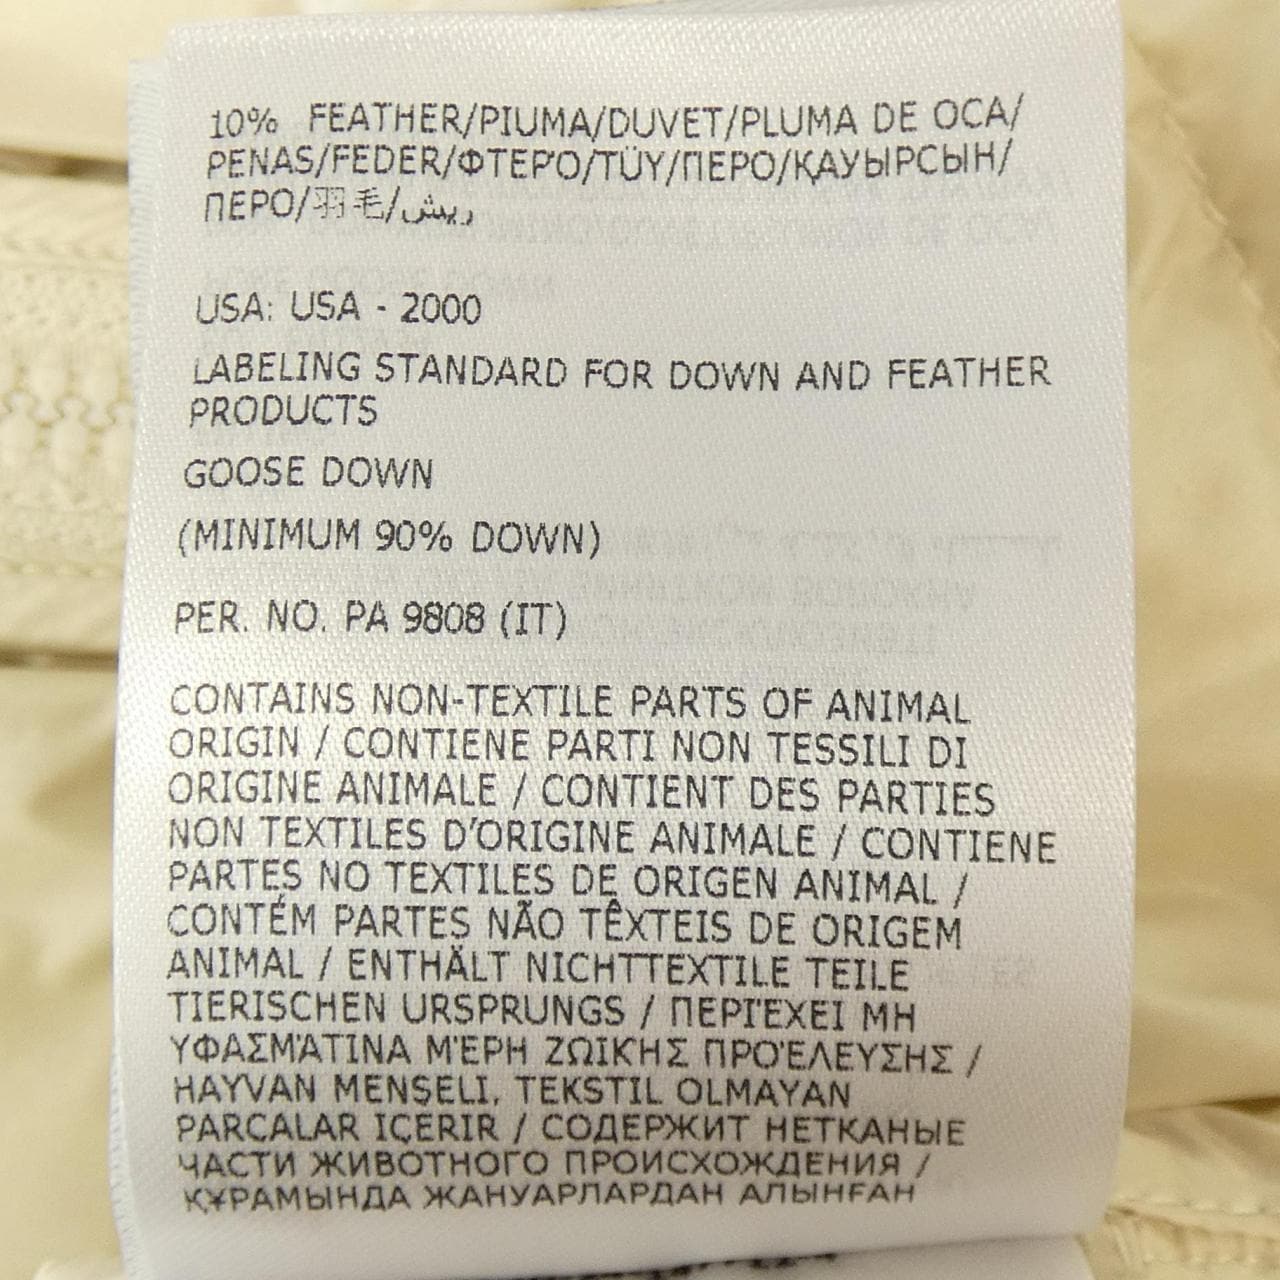 10% FEATHER/PIUMA/DUVET/PLUMA DE OCA/
PENAS/FEDER/ΦΤΕΡΌ/TÜY/ПЕРО/ҚАУЫРСЫН/
ПЕРО/羽毛/ريش
USA: USA - 2000
LABELING STANDARD FOR DOWN AND FEATHER
PRODUCTS
GOOSE DOWN
(MINIMUM 90% DOWN)
PER. NO. PA 9808 (IT)
CONTAINS NON-TEXTILE PARTS OF ANIMAL
ORIGIN / CONTIENE PARTI NON TESSILI DI
ORIGINE ANIMALE / CONTIENT DES PARTIES
NON TEXTILES D'ORIGINE ANIMALE / CONTIENE
PARTES NO TEXTILES DE ORIGEN ANIMAL /
CONTÉM PARTES NÃO TÊXTEIS DE ORIGEM
ANIMAL / ENTHÄLT NICHTTEXTILE TEILE
TIERISCHEN URSPRUNGS / ΠΕΡΙΈΧΕΙ ΜΗ
ΥΦΑΣΜΆΤΙΝΑ ΜΈΡΗ ΖΩΙΚΉΣ ΠΡΟΈΛΕΥΣΗΣ /
HAYVAN MENŞELI, TEKSTIL OLMAYAN
PARÇALAR IÇERIR / СОДЕРЖИТ НЕТКАНЫЕ
ЧАСТИ ЖИВОТНОГО ПРОИСХОЖДЕНИЯ /
ҚҰРАМЫНДА ЖАНУАРЛАРДАН АЛЫНҒАН